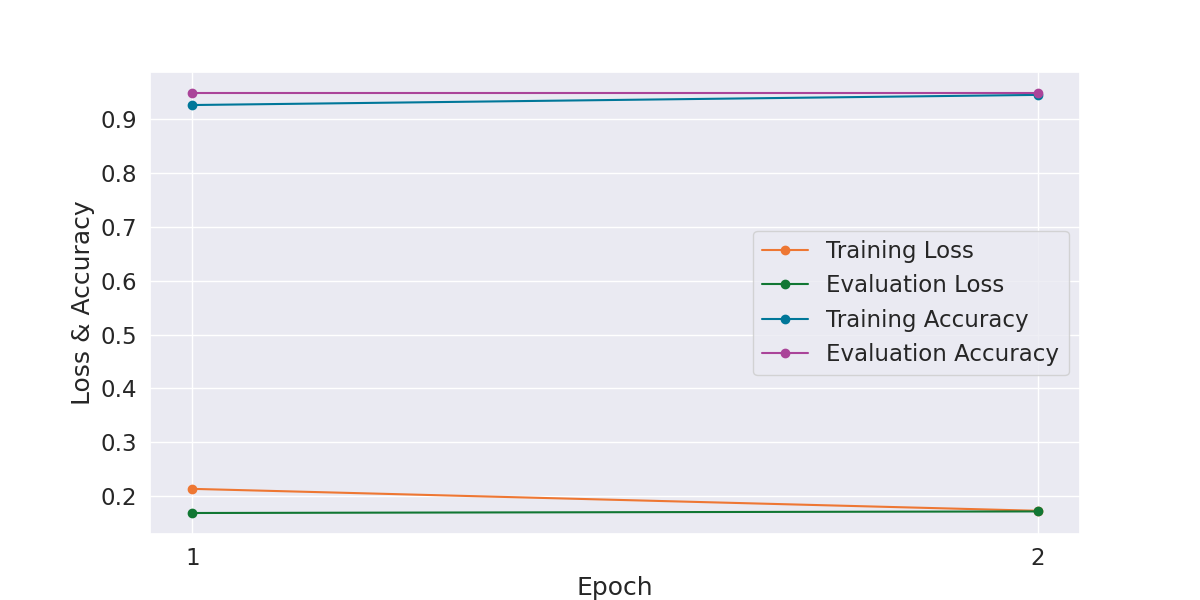 0.9
0.8
0.7
0.6
0.5
0.4
0.3
0.2
Loss & Accuracy
Training Loss
Evaluation Loss
Training Accuracy
Evaluation Accuracy
1
2
Epoch